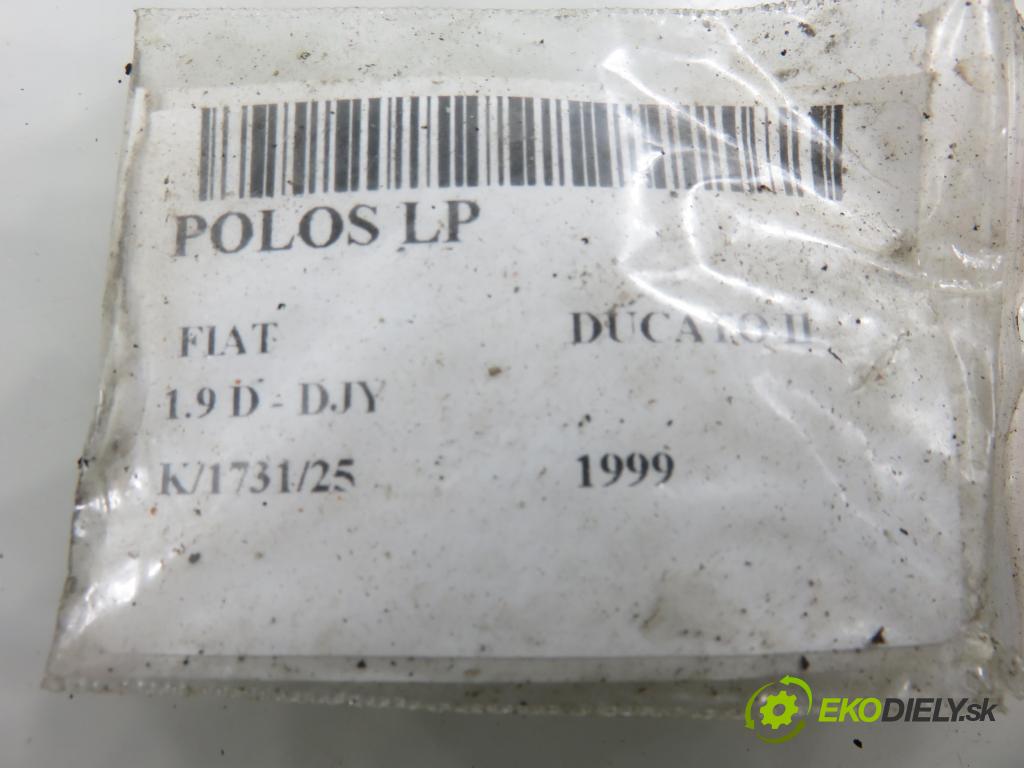 POLOS LP
FIAT DUCATO II
1.9 D - DJY
K/1731/25 1999
EKODIELY.sk